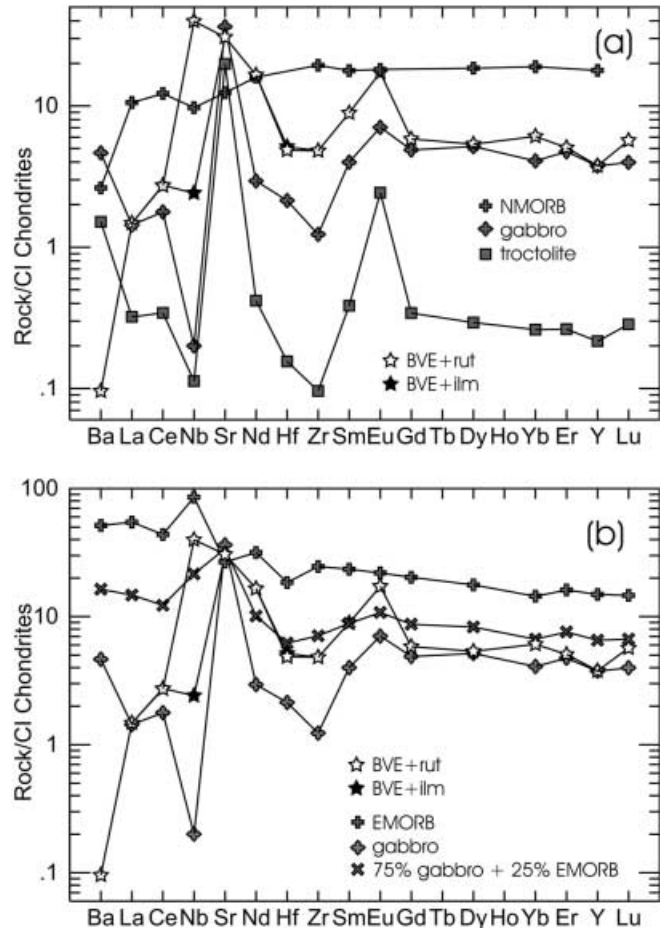 (a)
10
1
.1
Rock/CI Chondrites
NMORB
gabbro
troctolite
BVE+rut
BVE+ilm
Ba La Ce Nb Sr Nd Hf Zr Sm Eu Gd Tb Dy Ho Yb Er Y Lu
(b)
100
10
1
.1
Rock/CI Chondrites
BVE+rut
BVE+ilm
EMORB
gabbro
75% gabbro + 25% EMORB
Ba La Ce Nb Sr Nd Hf Zr Sm Eu Gd Tb Dy Ho Yb Er Y Lu